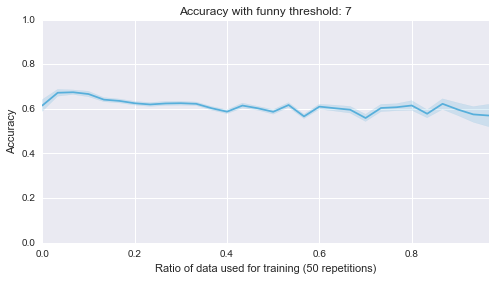 Accuracy with funny threshold: 7
1.0
0.8
0.6
0.4
0.2
0.0
Accuracy
0.0 0.2 0.4 0.6 0.8
Ratio of data used for training (50 repetitions)